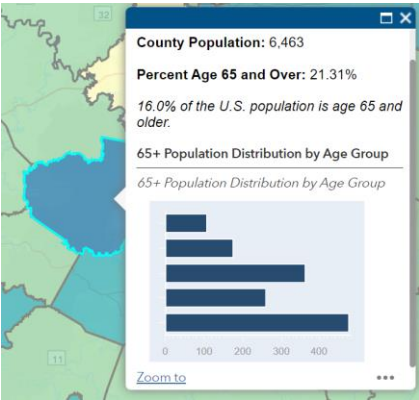 32
County Population: 6,463
Percent Age 65 and Over: 21.31%
16.0% of the U.S. population is age 65 and
older.
65+ Population Distribution by Age Group
65+ Population Distribution by Age Group
0 100 200 300 400
11
Zoom to